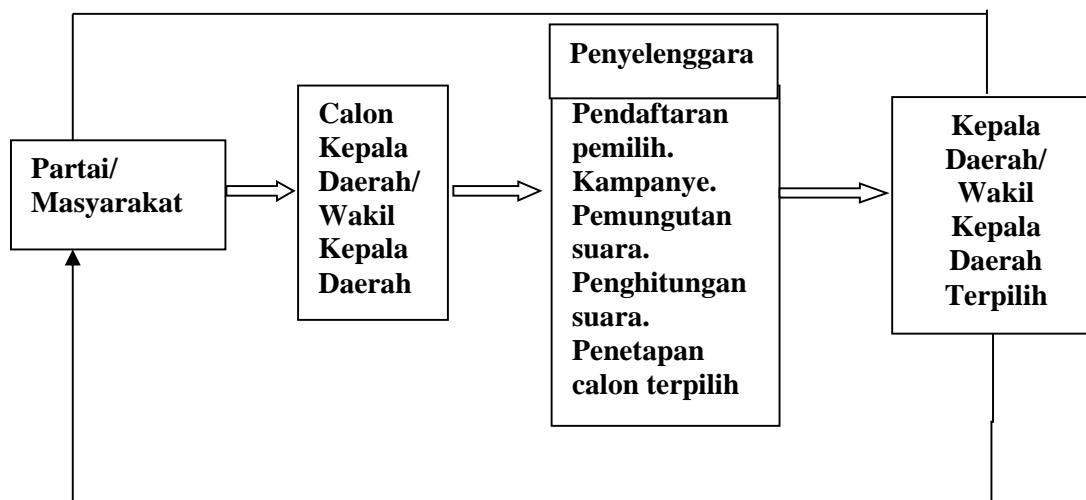 Partai/
Masyarakat
Calon
Kepala
Daerah/
Wakil
Kepala
Daerah
Penyelenggara
Pendaftaran
pemilih.
Kampanye.
Pemungutan
suara.
Penghitungan
suara.
Penetapan
calon terpilih
Kepala
Daerah/
Wakil
Kepala
Daerah
Terpilih